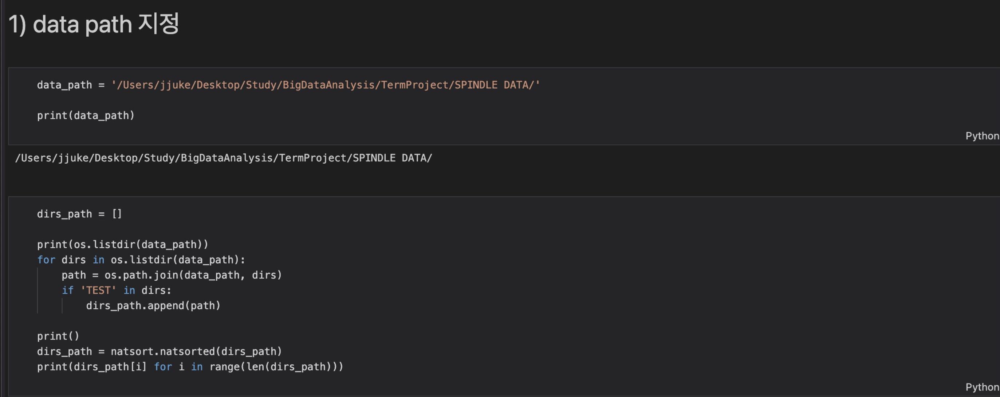 1) data path 지정
data_path = '/Users/jjuke/Desktop/Study/BigDataAnalysis/TermProject/SPINDLE DATA/'
print(data_path)
Python
/Users/jjuke/Desktop/Study/BigDataAnalysis/TermProject/SPINDLE DATA/
dirs_path = []
print(os.listdir(data_path))
for dirs in os.listdir(data_path):
    path = os.path.join(data_path, dirs)
    if 'TEST' in dirs:
        dirs_path.append(path)
print()
dirs_path = natsort.natsorted(dirs_path)
print(dirs_path[i] for i in range(len(dirs_path)))
Python